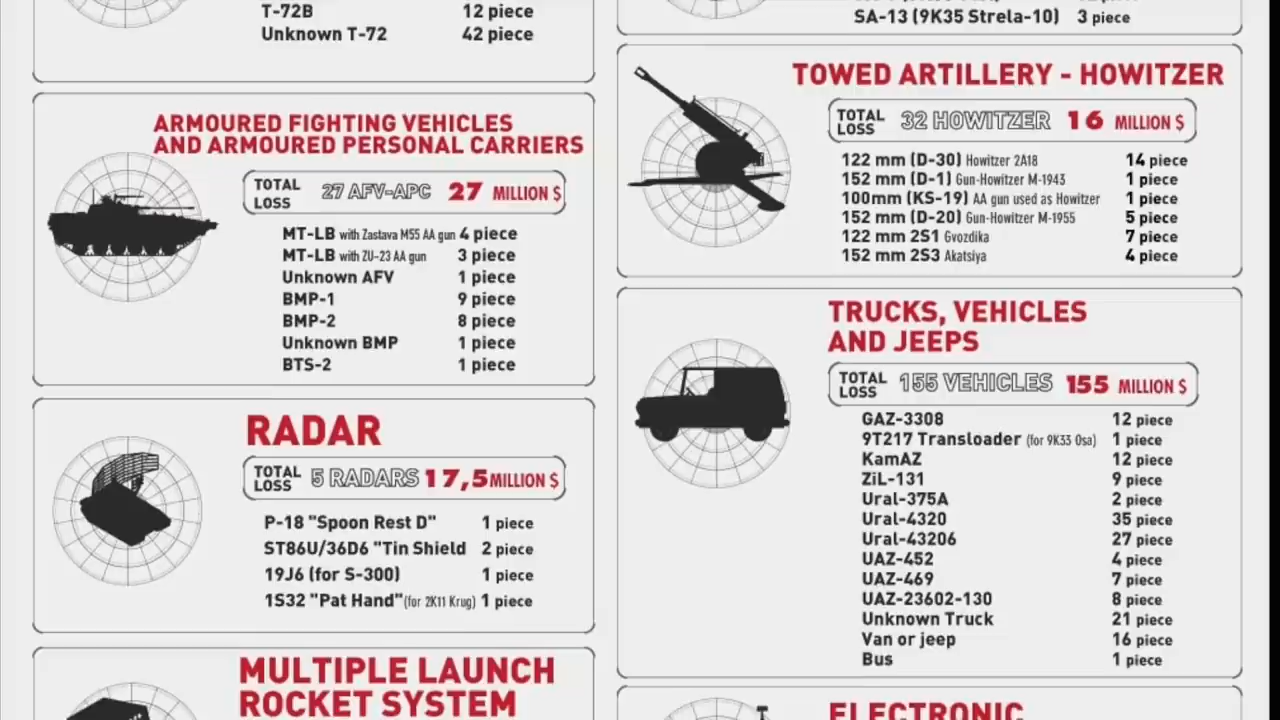 T-72B 12 piece
Unknown T-72 42 piece
ARMOURED FIGHTING VEHICLES
AND ARMOURED PERSONAL CARRIERS
TOTAL LOSS 27 AFV-APC 27 MILLION $
MT-LB with Zastava M55 AA gun 4 piece
MT-LB with ZU-23 AA gun 3 piece
Unknown AFV 1 piece
BMP-1 9 piece
BMP-2 8 piece
Unknown BMP 1 piece
BTS-2 1 piece
RADAR
TOTAL LOSS 5 RADARS 17,5 MILLION $
P-18 "Spoon Rest D" 1 piece
ST86U/36D6 "Tin Shield 2 piece
19J6 (for S-300) 1 piece
1S32 "Pat Hand" (for 2K11 Krug) 1 piece
MULTIPLE LAUNCH
ROCKET SYSTEM
SA-13 (9K35 Strela-10) 3 piece
TOWED ARTILLERY - HOWITZER
TOTAL LOSS 32 HOWITZER 16 MILLION $
122 mm (D-30) Howitzer 2A18 14 piece
152 mm (D-1) Gun-Howitzer M-1943 1 piece
100mm (KS-19) AA gun used as Howitzer 1 piece
152 mm (D-20) Gun-Howitzer M-1955 5 piece
122 mm 2S1 Gvozdika 7 piece
152 mm 2S3 Akatsiya 4 piece
TRUCKS, VEHICLES
AND JEEPS
TOTAL LOSS 155 VEHICLES 155 MILLION $
GAZ-3308 12 piece
9T217 Transloader (for 9K33 Osa) 1 piece
KamAZ 12 piece
ZiL-131 9 piece
Ural-375A 2 piece
Ural-4320 35 piece
Ural-43206 27 piece
UAZ-452 4 piece
UAZ-469 7 piece
UAZ-23602-130 8 piece
Unknown Truck 21 piece
Van or jeep 16 piece
Bus 1 piece
ELECTRONIC